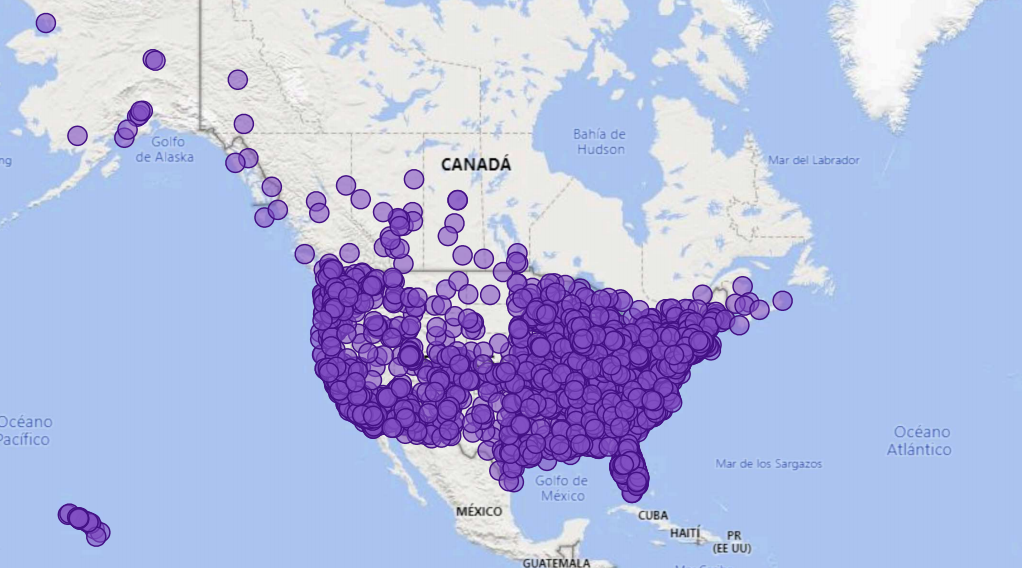 Golfo
de Alaska
ng
CANADÁ
Bahía de
Hudson
Mar del Labrador
Océano
Pacífico
Océano
Atlántico
Mar de los Sargazos
Golfo de
México
MÉXICO
CUBA
HAITÍ
PR
(EE UU)
GUATEMALA